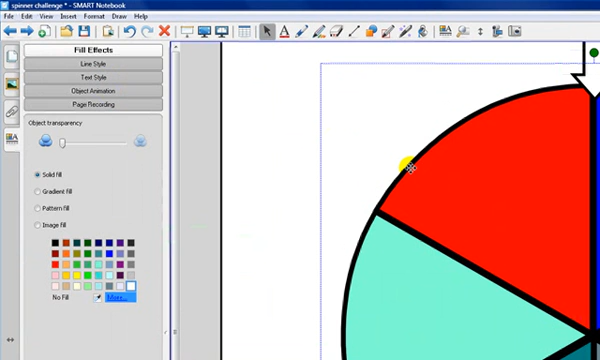 spinner challenge * - SMART Notebook
File Edit View Insert Format Draw Help
Fill Effects
Line Style
Text Style
Object Animation
Page Recording
Object transparency
Solid fill
Gradient fill
Pattern fill
Image fill
No Fill More...